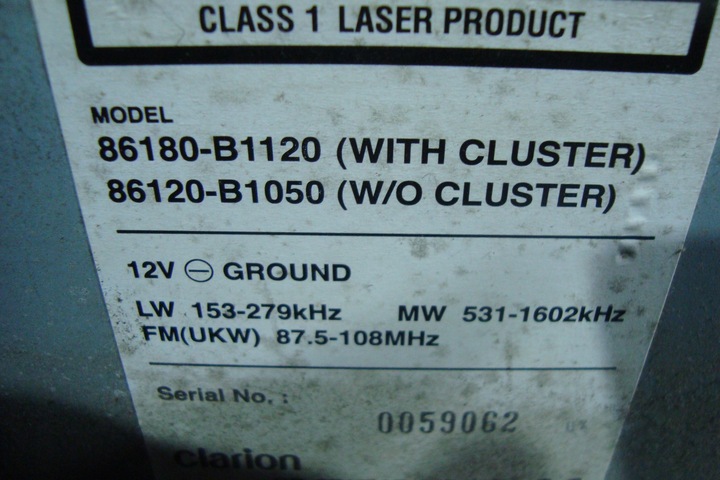 CLASS 1 LASER PRODUCT
MODEL
86180-B1120 (WITH CLUSTER)
86120-B1050 (W/O CLUSTER)
12V ⊖ GROUND
LW 153-279kHz MW 531-1602kHz
FM(UKW) 87.5-108MHz
Serial No. :
0059062
Clarion